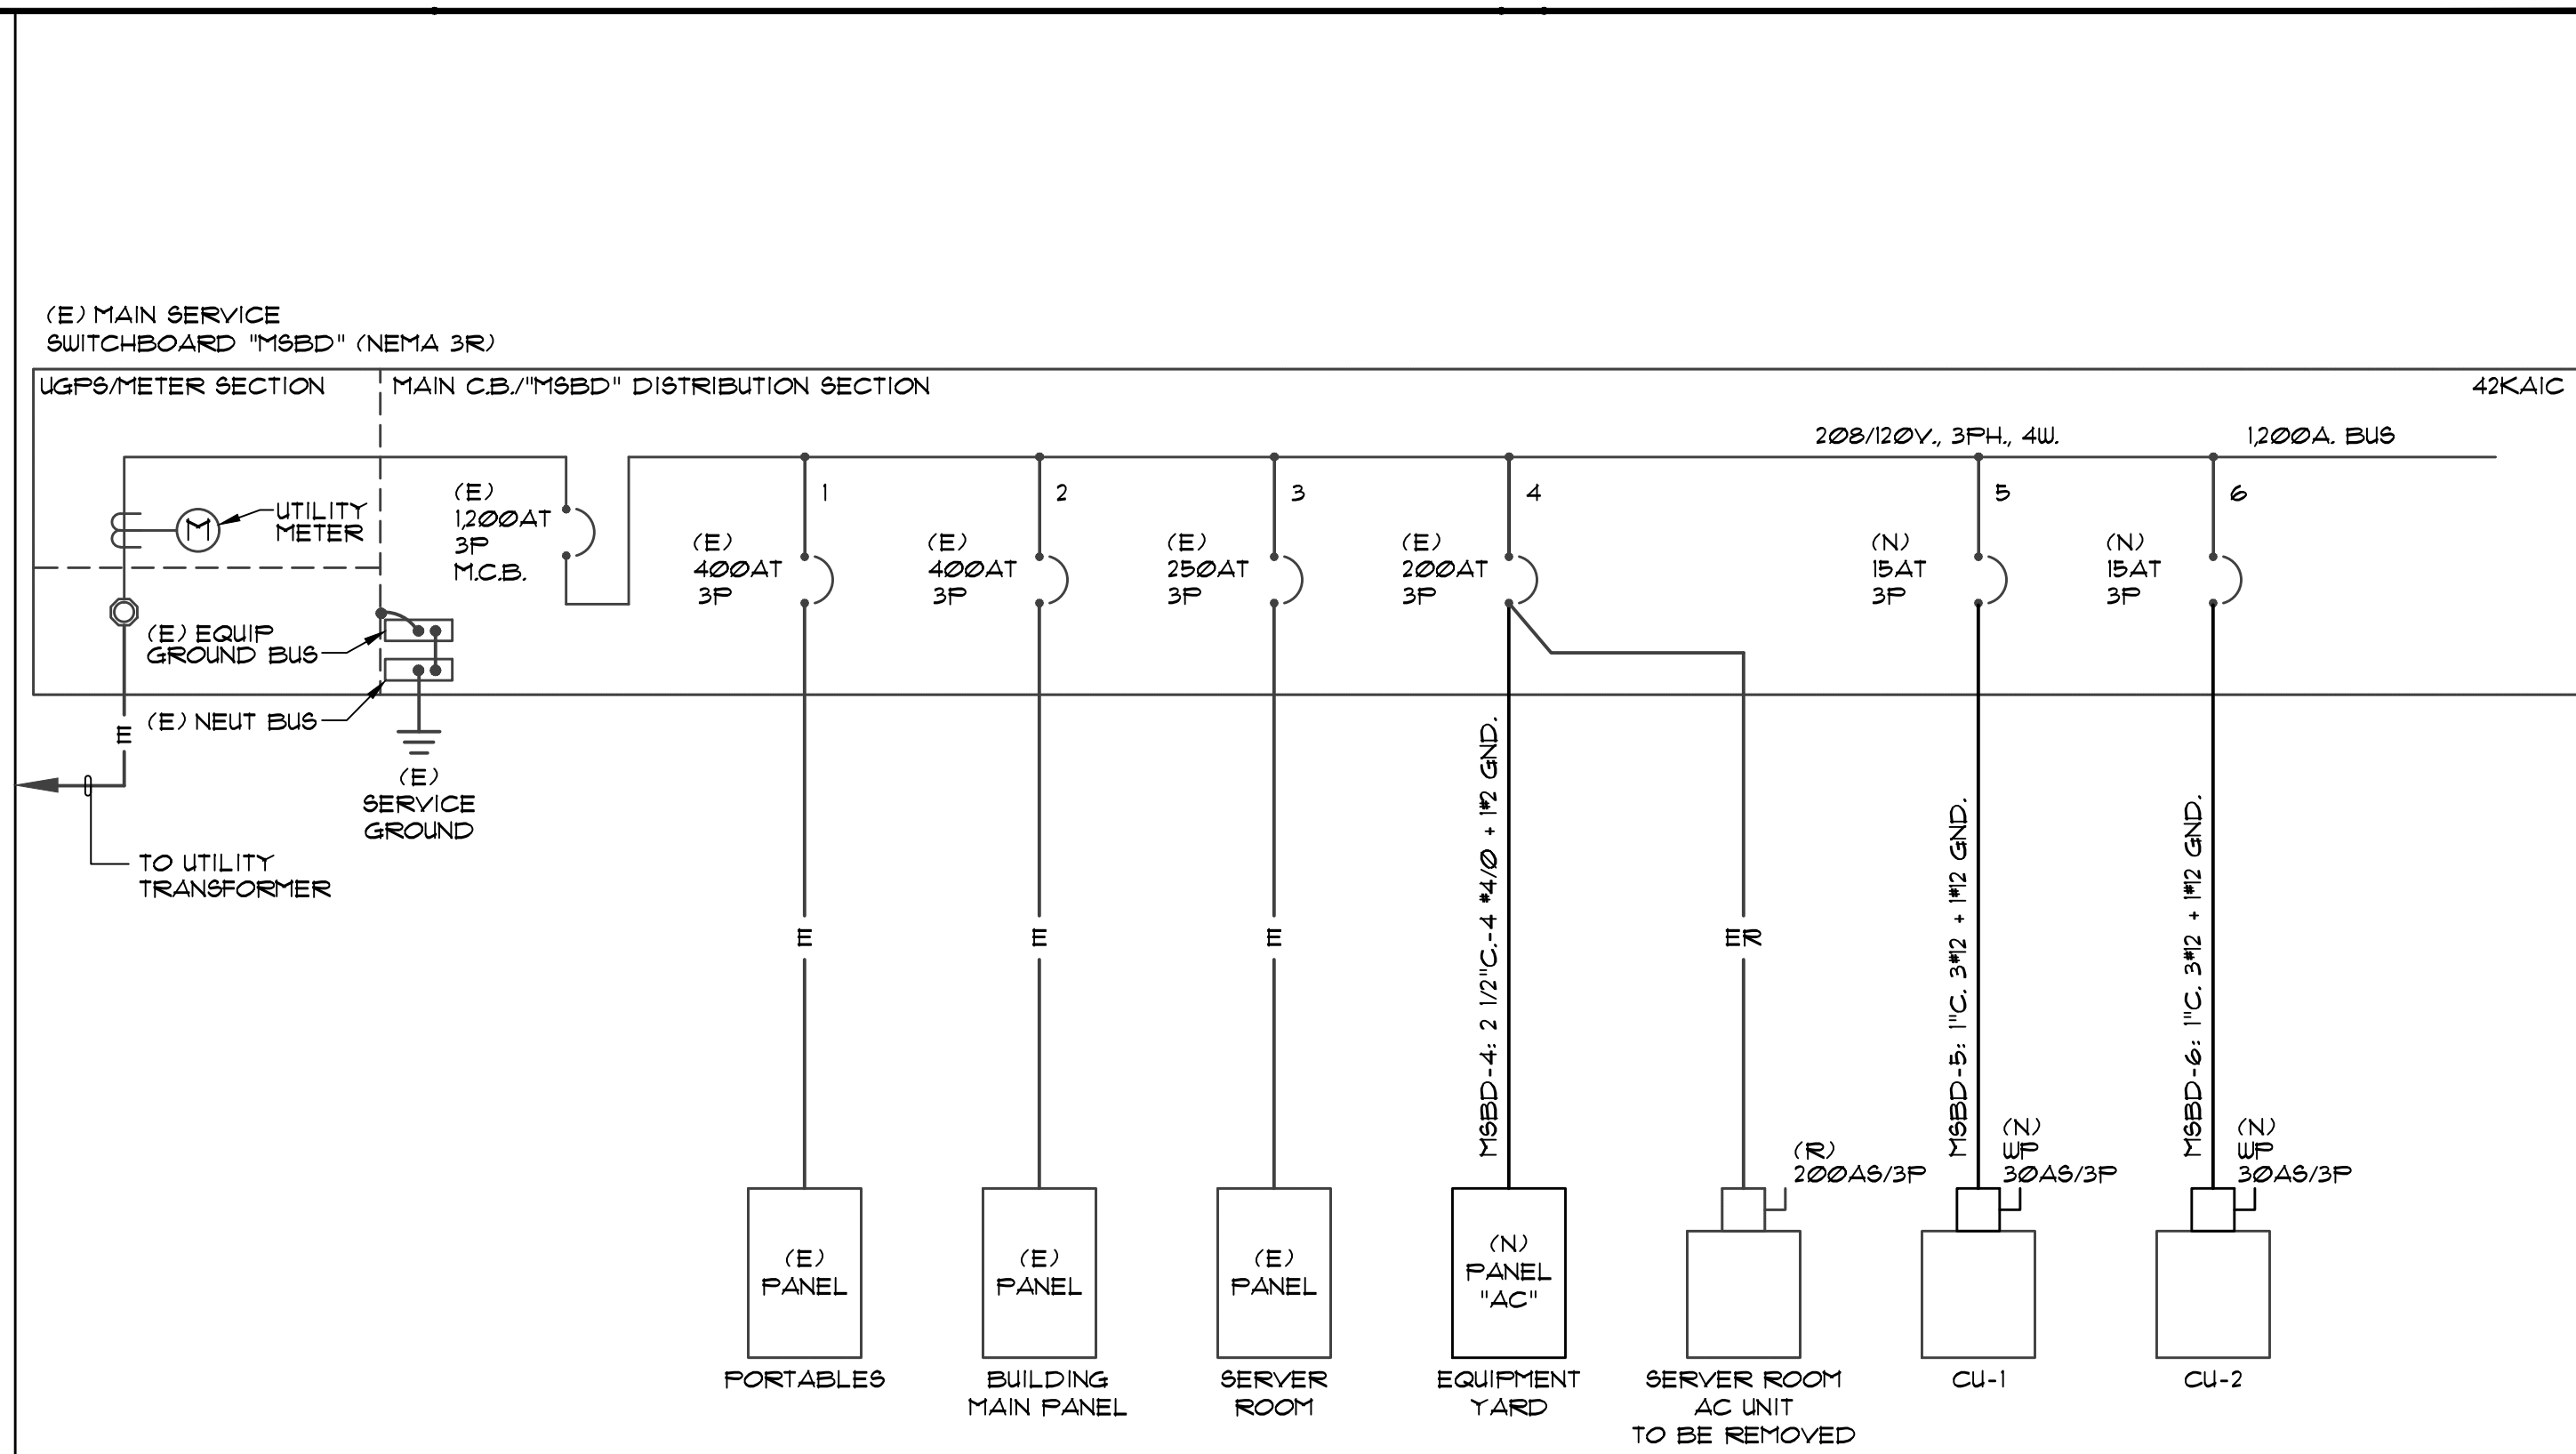 (E) MAIN SERVICE
SWITCHBOARD "MSBD" (NEMA 3R)
UGPS/METER SECTION
MAIN C.B./"MSBD" DISTRIBUTION SECTION
42KAIC
208/120V., 3PH., 4W.
1,200A. BUS
M
UTILITY
METER
(E)
1,200AT
3P
M.C.B.
1
(E)
400AT
3P
2
(E)
400AT
3P
3
(E)
250AT
3P
4
(E)
200AT
3P
5
(N)
15AT
3P
6
(N)
15AT
3P
(E) EQUIP
GROUND BUS
(E) NEUT BUS
E
(E)
SERVICE
GROUND
TO UTILITY
TRANSFORMER
E
E
E
MSBD-4: 2 1/2"C.-4 #4/0 + 1#2 GND.
ER
MSBD-5: 1"C. 3#12 + 1#12 GND.
MSBD-6: 1"C. 3#12 + 1#12 GND.
(R)
200AS/3P
(N)
WP
30AS/3P
(N)
WP
30AS/3P
(E)
PANEL
PORTABLES
(E)
PANEL
BUILDING
MAIN PANEL
(E)
PANEL
SERVER
ROOM
(N)
PANEL
"AC"
EQUIPMENT
YARD
SERVER ROOM
AC UNIT
TO BE REMOVED
CU-1
CU-2